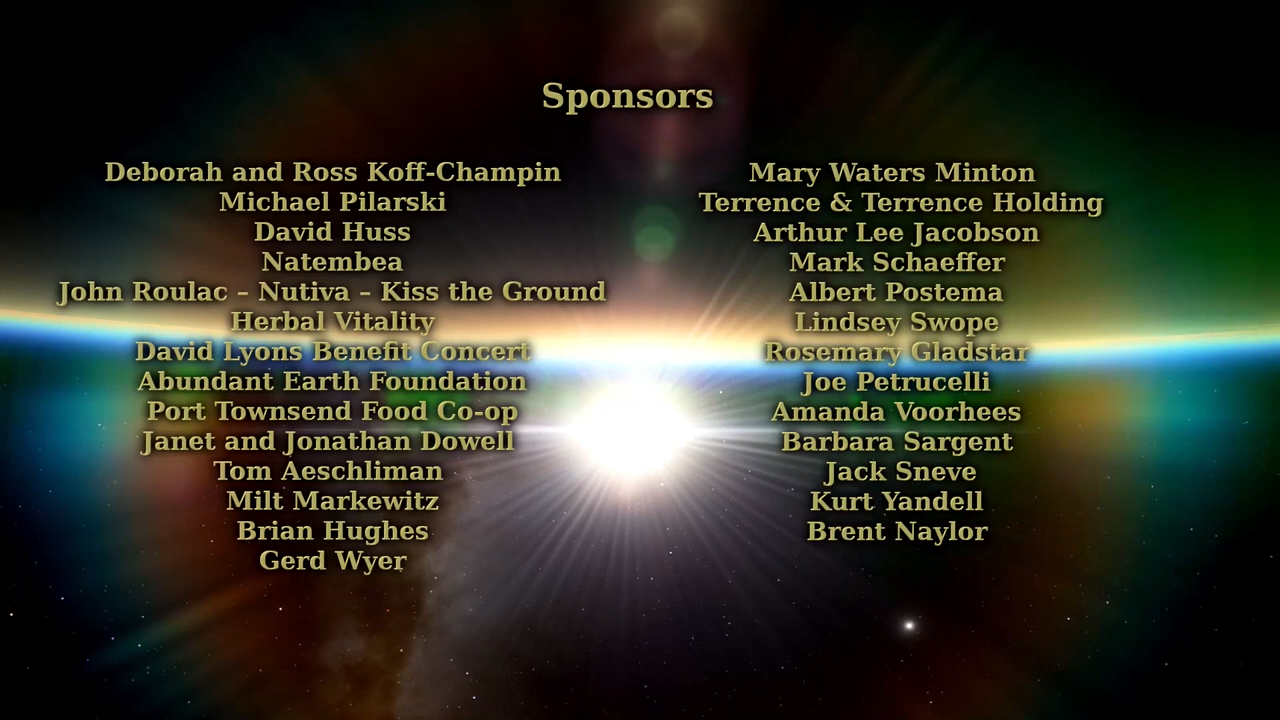 Sponsors
Deborah and Ross Koff-Champin
Michael Pilarski
David Huss
Natembea
John Roulac – Nutiva – Kiss the Ground
Herbal Vitality
David Lyons Benefit Concert
Abundant Earth Foundation
Port Townsend Food Co-op
Janet and Jonathan Dowell
Tom Aeschliman
Milt Markewitz
Brian Hughes
Gerd Wyer
Mary Waters Minton
Terrence & Terrence Holding
Arthur Lee Jacobson
Mark Schaeffer
Albert Postema
Lindsey Swope
Rosemary Gladstar
Joe Petrucelli
Amanda Voorhees
Barbara Sargent
Jack Sneve
Kurt Yandell
Brent Naylor